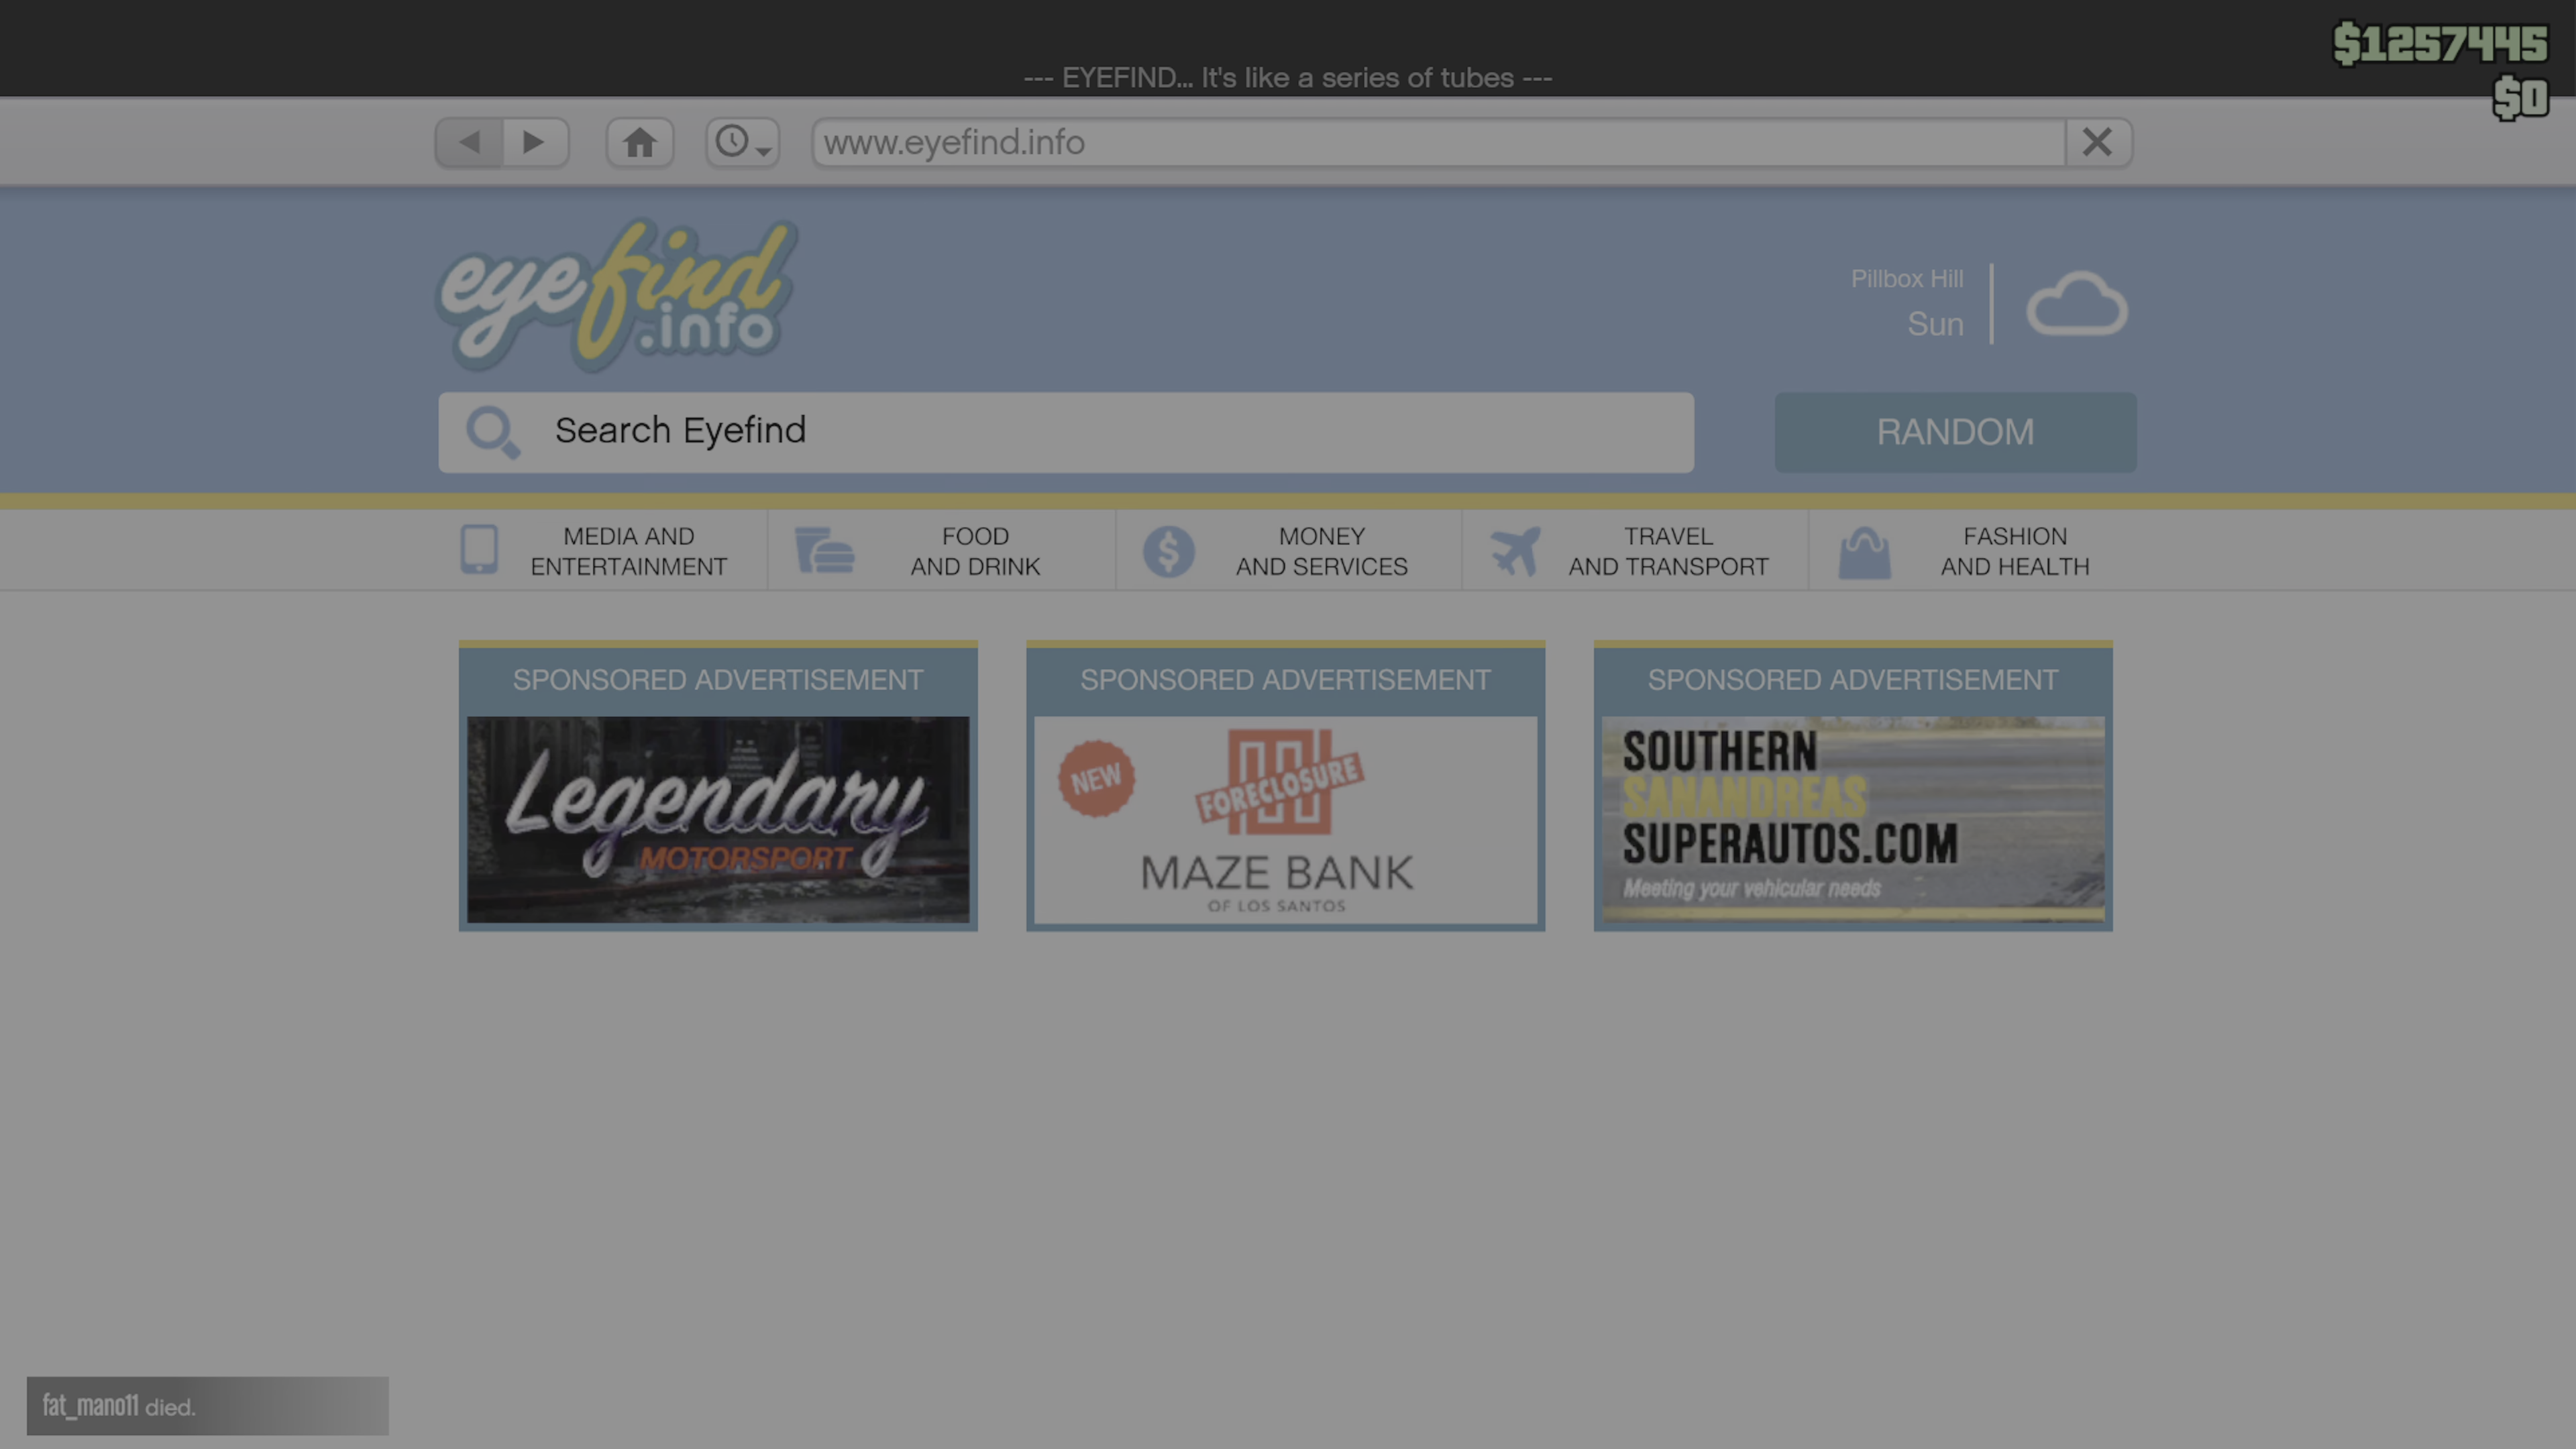 $1257445
--- EYEFIND... It's like a series of tubes ---
$0
www.eyefind.info
eyefind
.info
Pillbox Hill
Sun
Search Eyefind
RANDOM
MEDIA AND
ENTERTAINMENT
FOOD
AND DRINK
MONEY
AND SERVICES
TRAVEL
AND TRANSPORT
FASHION
AND HEALTH
SPONSORED ADVERTISEMENT
Legendary
MOTORSPORT
SPONSORED ADVERTISEMENT
NEW
FORECLOSURE
MAZE BANK
OF LOS SANTOS
SPONSORED ADVERTISEMENT
SOUTHERN
SANANDREAS
SUPERAUTOS.COM
Meeting your vehicular needs
fat_mano11 died.